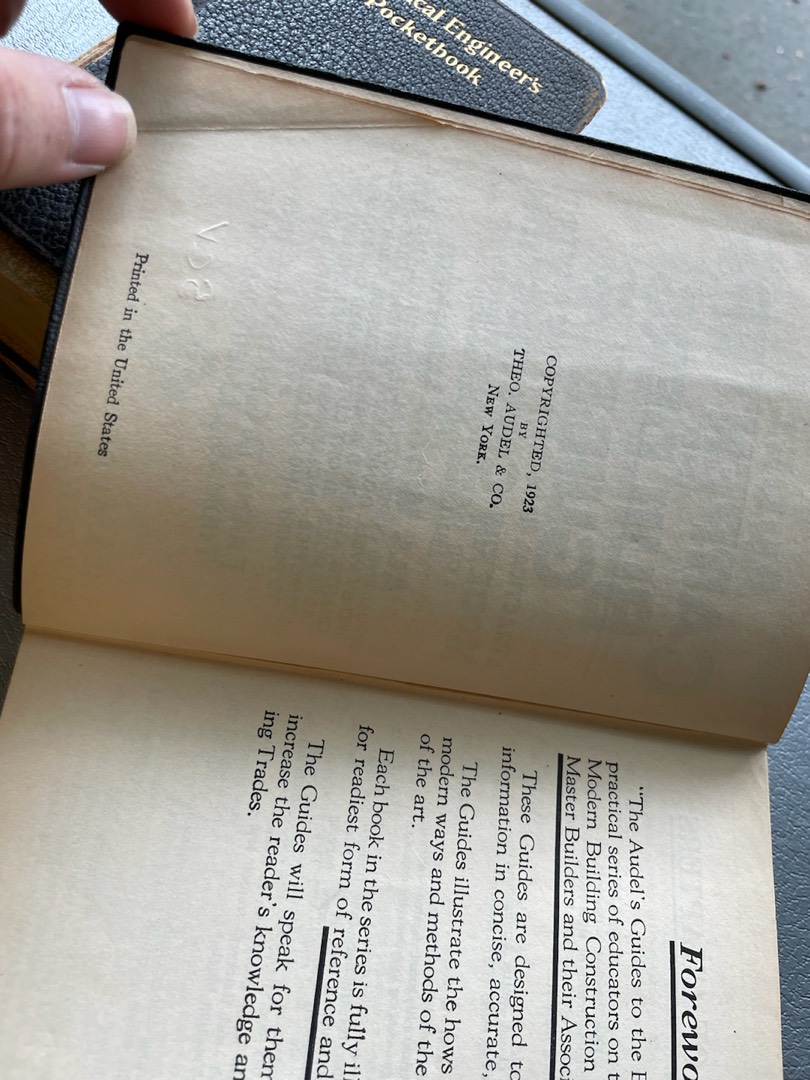 cal Engineer's
Pocketbook
COPYRIGHTED, 1923
BY
THEO. AUDEL & CO.
NEW YORK.
Printed in the United States
Forewo
"The Audel's Guides to the B
practical series of educators on t
Modern Building Construction
Master Builders and their Assoc
These Guides are designed to
information in concise, accurate,
The Guides illustrate the hows
modern ways and methods of the
of the art.
Each book in the series is fully ill
for readiest form of reference and
The Guides will speak for them
increase the reader's knowledge an
ing Trades.